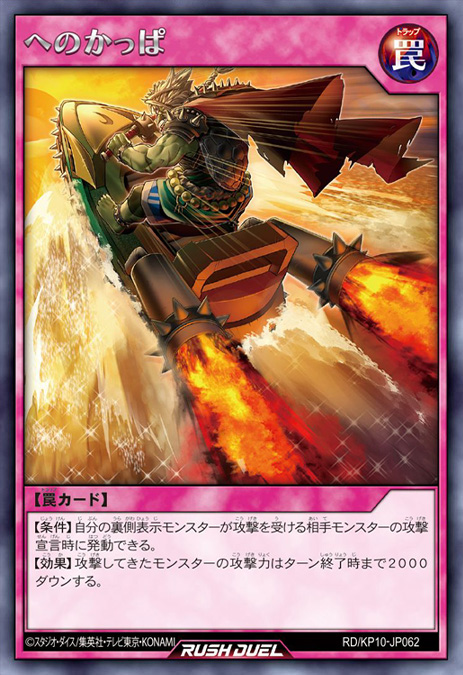 へのかっぱ
トラップ
罠
【罠カード】
【条件】自分の裏側表示モンスターが攻撃を受ける相手モンスターの攻撃
宣言時に発動できる。
【効果】攻撃してきたモンスターの攻撃力はターン終了時まで２０００
ダウンする。
©スタジオ・ダイス/集英社・テレビ東京・KONAMI
RUSH DUEL
RD/KP10-JP062